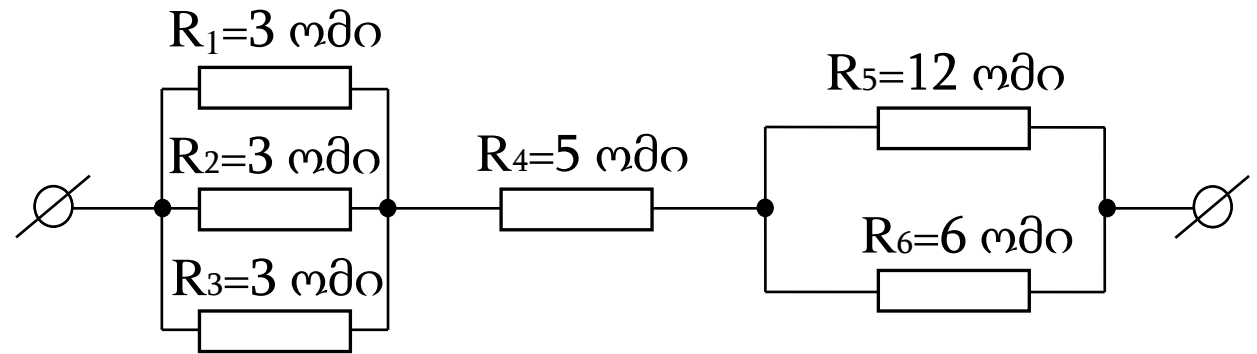 R₁=3 ომი
R₂=3 ომი
R₃=3 ომი
R₄=5 ომი
R₅=12 ომი
R₆=6 ომი